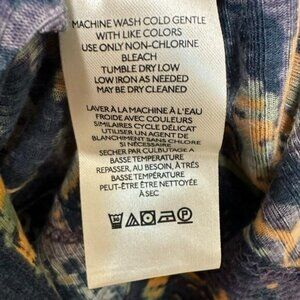 MACHINE WASH COLD GENTLE
WITH LIKE COLORS
USE ONLY NON-CHLORINE
BLEACH
TUMBLE DRY LOW
LOW IRON AS NEEDED
MAY BE DRY CLEANED
LAVER À LA MACHINE À L'EAU
FROIDE AVEC COULEURS
SIMILAIRES CYCLE DÉLICAT
UTILISER UN AGENT DE
BLANCHIMENT SANS CHLORE
SI NÉCESSAIRE
SÉCHER PAR CULBUTAGE À
BASSE TEMPÉRATURE
REPASSER, AU BESOIN, À TRÈS
BASSE TEMPÉRATURE
PEUT-ÊTRE ÊTRE NETTOYÉE
À SEC
30 P